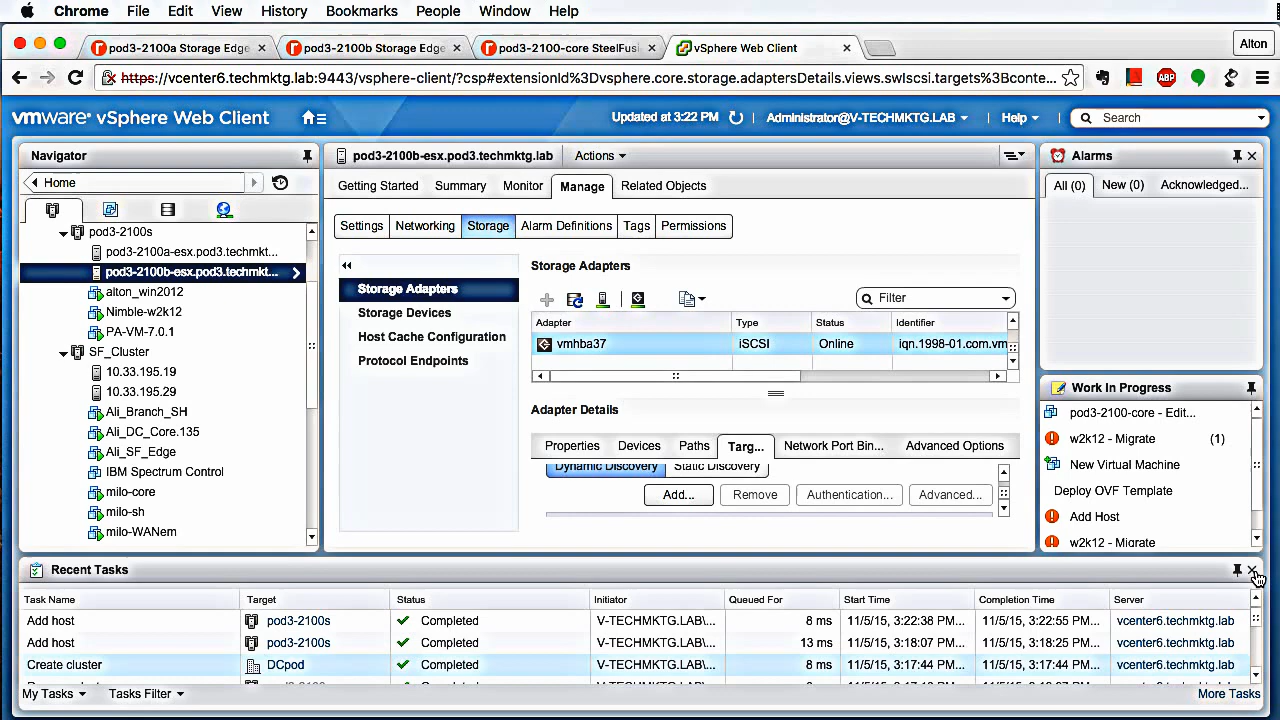 Chrome File Edit View History Bookmarks People Window Help
pod3-2100a Storage Edge × pod3-2100b Storage Edge × pod3-2100-core SteelFusi × vSphere Web Client × Alton
https://vcenter6.techmktg.lab:9443/vsphere-client/?csp#extensionId%3Dvsphere.core.storage.adaptersDetails.views.swIscsi.targets%3Bconte...
ABP
vmware® vSphere Web Client Updated at 3:22 PM Administrator@V-TECHMKTG.LAB Help Search
Navigator
Home
pod3-2100s
pod3-2100a-esx.pod3.techmkt...
pod3-2100b-esx.pod3.techmkt...
alton_win2012
Nimble-w2k12
PA-VM-7.0.1
SF_Cluster
10.33.195.19
10.33.195.29
Ali_Branch_SH
Ali_DC_Core.135
Ali_SF_Edge
IBM Spectrum Control
milo-core
milo-sh
milo-WANem
pod3-2100b-esx.pod3.techmktg.lab Actions
Getting Started Summary Monitor Manage Related Objects
Settings Networking Storage Alarm Definitions Tags Permissions
Storage Adapters
Storage Devices
Host Cache Configuration
Protocol Endpoints
Storage Adapters
Filter
Adapter Type Status Identifier
vmhba37 iSCSI Online iqn.1998-01.com.vm
Adapter Details
Properties Devices Paths Targ... Network Port Bin... Advanced Options
Dynamic Discovery Static Discovery
Add... Remove Authentication... Advanced...
Alarms
All (0) New (0) Acknowledged...
Work In Progress
pod3-2100-core - Edit...
w2k12 - Migrate (1)
New Virtual Machine
Deploy OVF Template
Add Host
w2k12 - Migrate
Recent Tasks
Task Name Target Status Initiator Queued For Start Time Completion Time Server
Add host pod3-2100s Completed V-TECHMKTG.LAB\... 8 ms 11/5/15, 3:22:38 PM... 11/5/15, 3:22:55 PM... vcenter6.techmktg.lab
Add host pod3-2100s Completed V-TECHMKTG.LAB\... 13 ms 11/5/15, 3:18:07 PM... 11/5/15, 3:18:25 PM... vcenter6.techmktg.lab
Create cluster DCpod Completed V-TECHMKTG.LAB\... 8 ms 11/5/15, 3:17:44 PM... 11/5/15, 3:17:44 PM... vcenter6.techmktg.lab
My Tasks Tasks Filter More Tasks